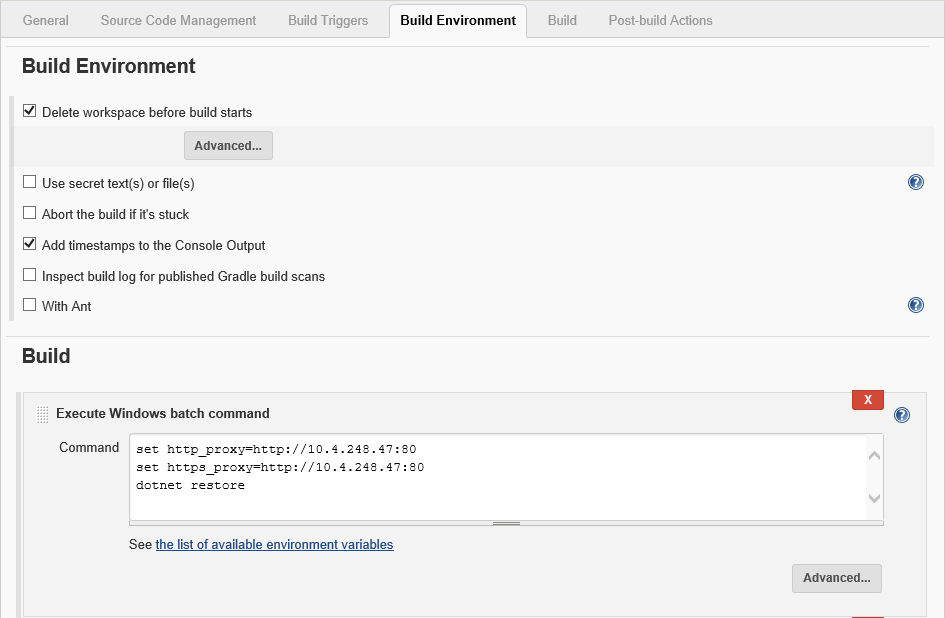 General Source Code Management Build Triggers Build Environment Build Post-build Actions
Build Environment
Delete workspace before build starts
Advanced...
Use secret text(s) or file(s)
Abort the build if it's stuck
Add timestamps to the Console Output
Inspect build log for published Gradle build scans
With Ant
Build
X
Execute Windows batch command
Command
set http_proxy=http://10.4.248.47:80
set https_proxy=http://10.4.248.47:80
dotnet restore
See the list of available environment variables
Advanced...